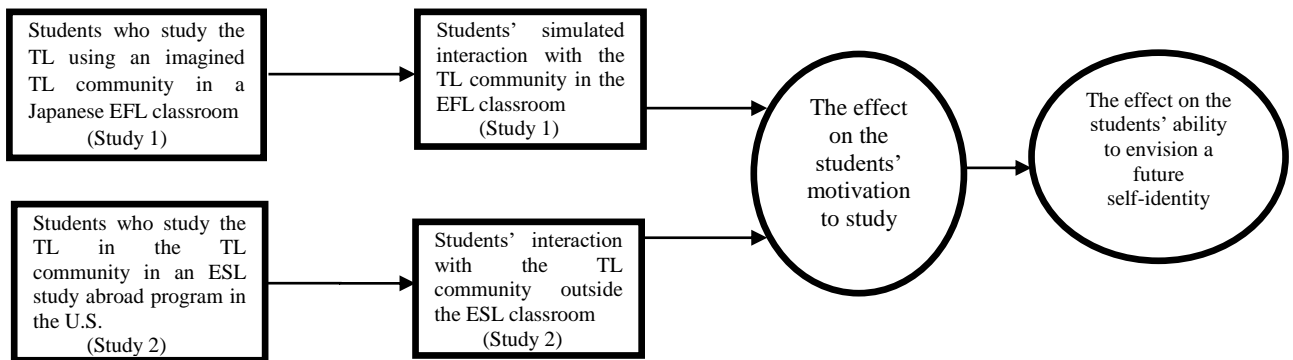 Students who study the
TL using an imagined
TL community in a
Japanese EFL classroom
(Study 1)
Students’ simulated
interaction with the
TL community in the
EFL classroom
(Study 1)
Students who study the
TL in the TL
community in an ESL
study abroad program in
the U.S.
(Study 2)
Students’ interaction
with the TL
community outside
the ESL classroom
(Study 2)
The effect
on the
students’
motivation
to study
The effect on the
students’ ability
to envision a
future
self-identity